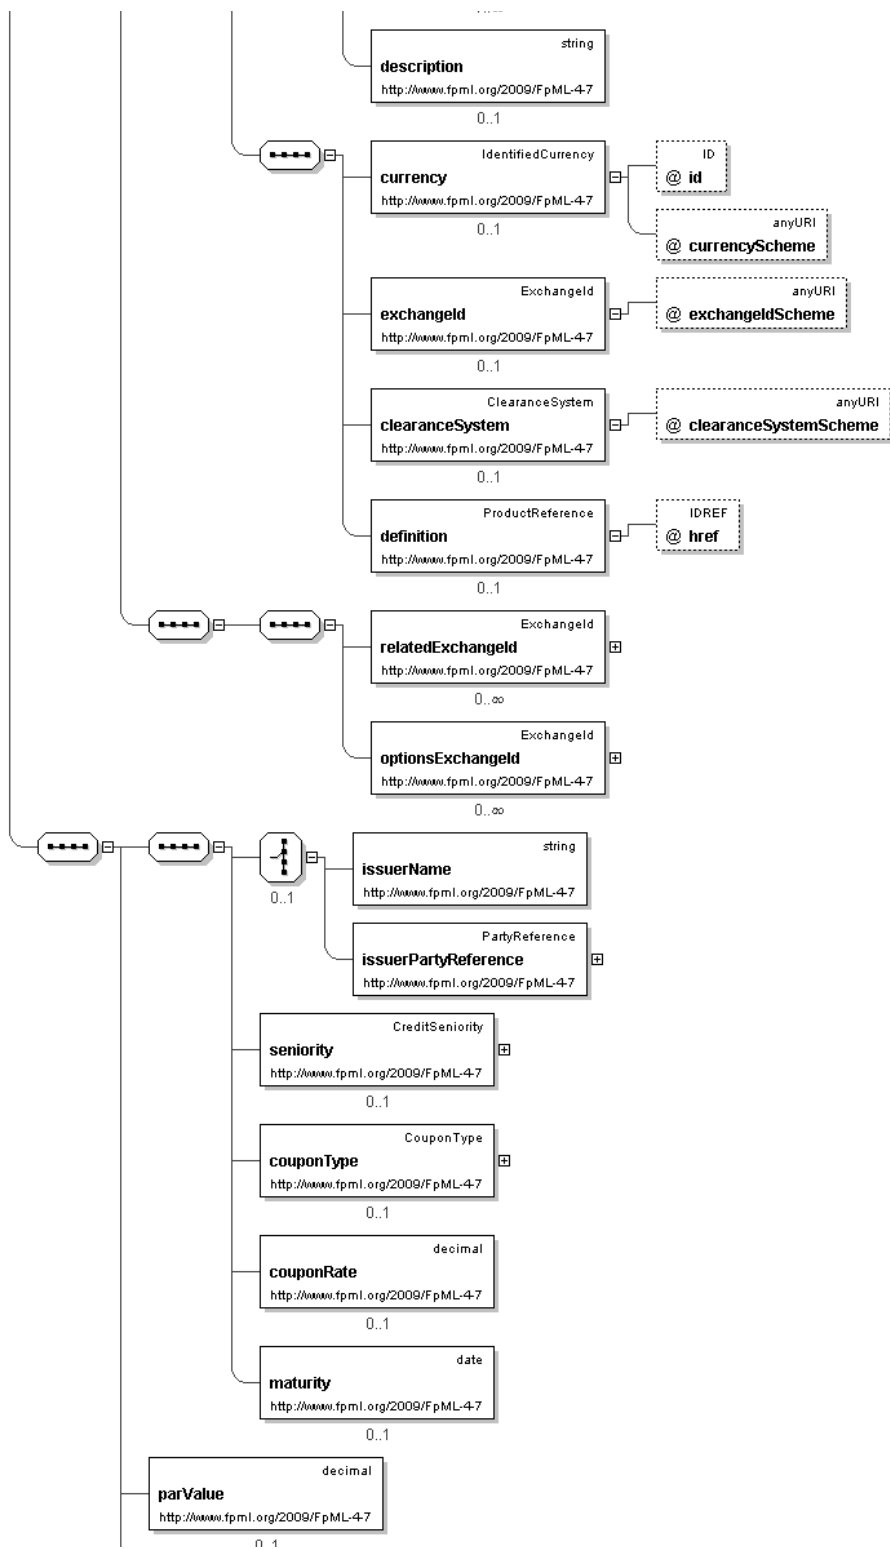 string
description
http://www.fpml.org/2009/FpML-4-7
0..1
IdentifiedCurrency
currency
http://www.fpml.org/2009/FpML-4-7
0..1
ID
@ id
anyURI
@ currencyScheme
ExchangeId
exchangeId
http://www.fpml.org/2009/FpML-4-7
0..1
anyURI
@ exchangeIdScheme
ClearanceSystem
clearanceSystem
http://www.fpml.org/2009/FpML-4-7
0..1
anyURI
@ clearanceSystemScheme
ProductReference
definition
http://www.fpml.org/2009/FpML-4-7
0..1
IDREF
@ href
ExchangeId
relatedExchangeId
http://www.fpml.org/2009/FpML-4-7
0..∞
ExchangeId
optionsExchangeId
http://www.fpml.org/2009/FpML-4-7
0..∞
0..1
string
issuerName
http://www.fpml.org/2009/FpML-4-7
PartyReference
issuerPartyReference
http://www.fpml.org/2009/FpML-4-7
CreditSeniority
seniority
http://www.fpml.org/2009/FpML-4-7
0..1
CouponType
couponType
http://www.fpml.org/2009/FpML-4-7
0..1
decimal
couponRate
http://www.fpml.org/2009/FpML-4-7
0..1
date
maturity
http://www.fpml.org/2009/FpML-4-7
0..1
decimal
parValue
http://www.fpml.org/2009/FpML-4-7
0..1